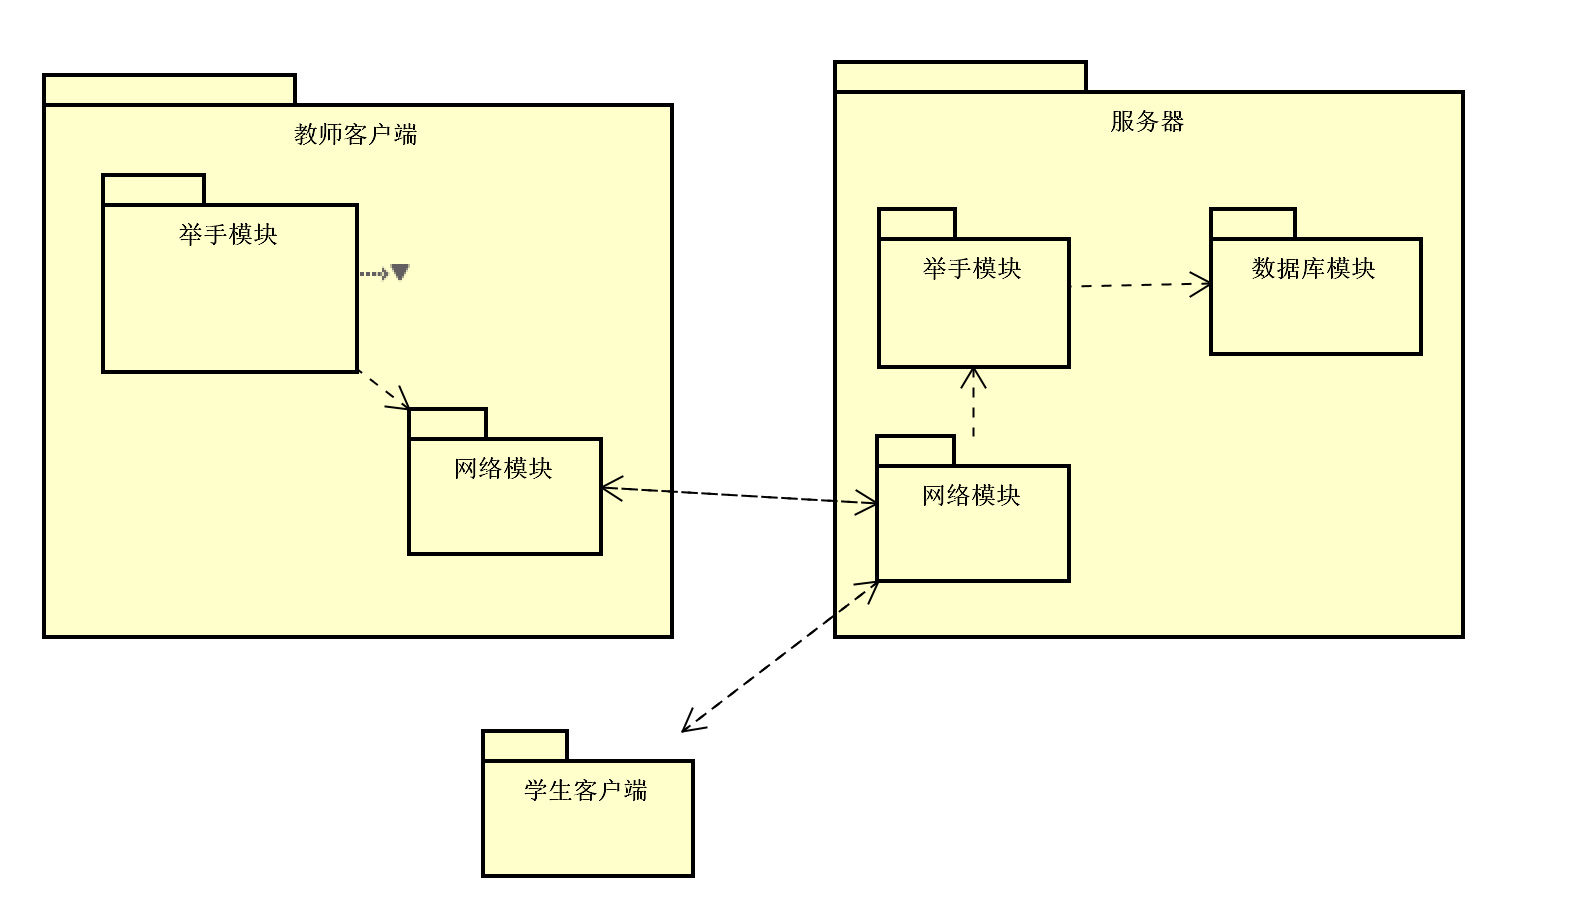 教师客户端
举手模块
网络模块
服务器
举手模块
数据库模块
网络模块
学生客户端